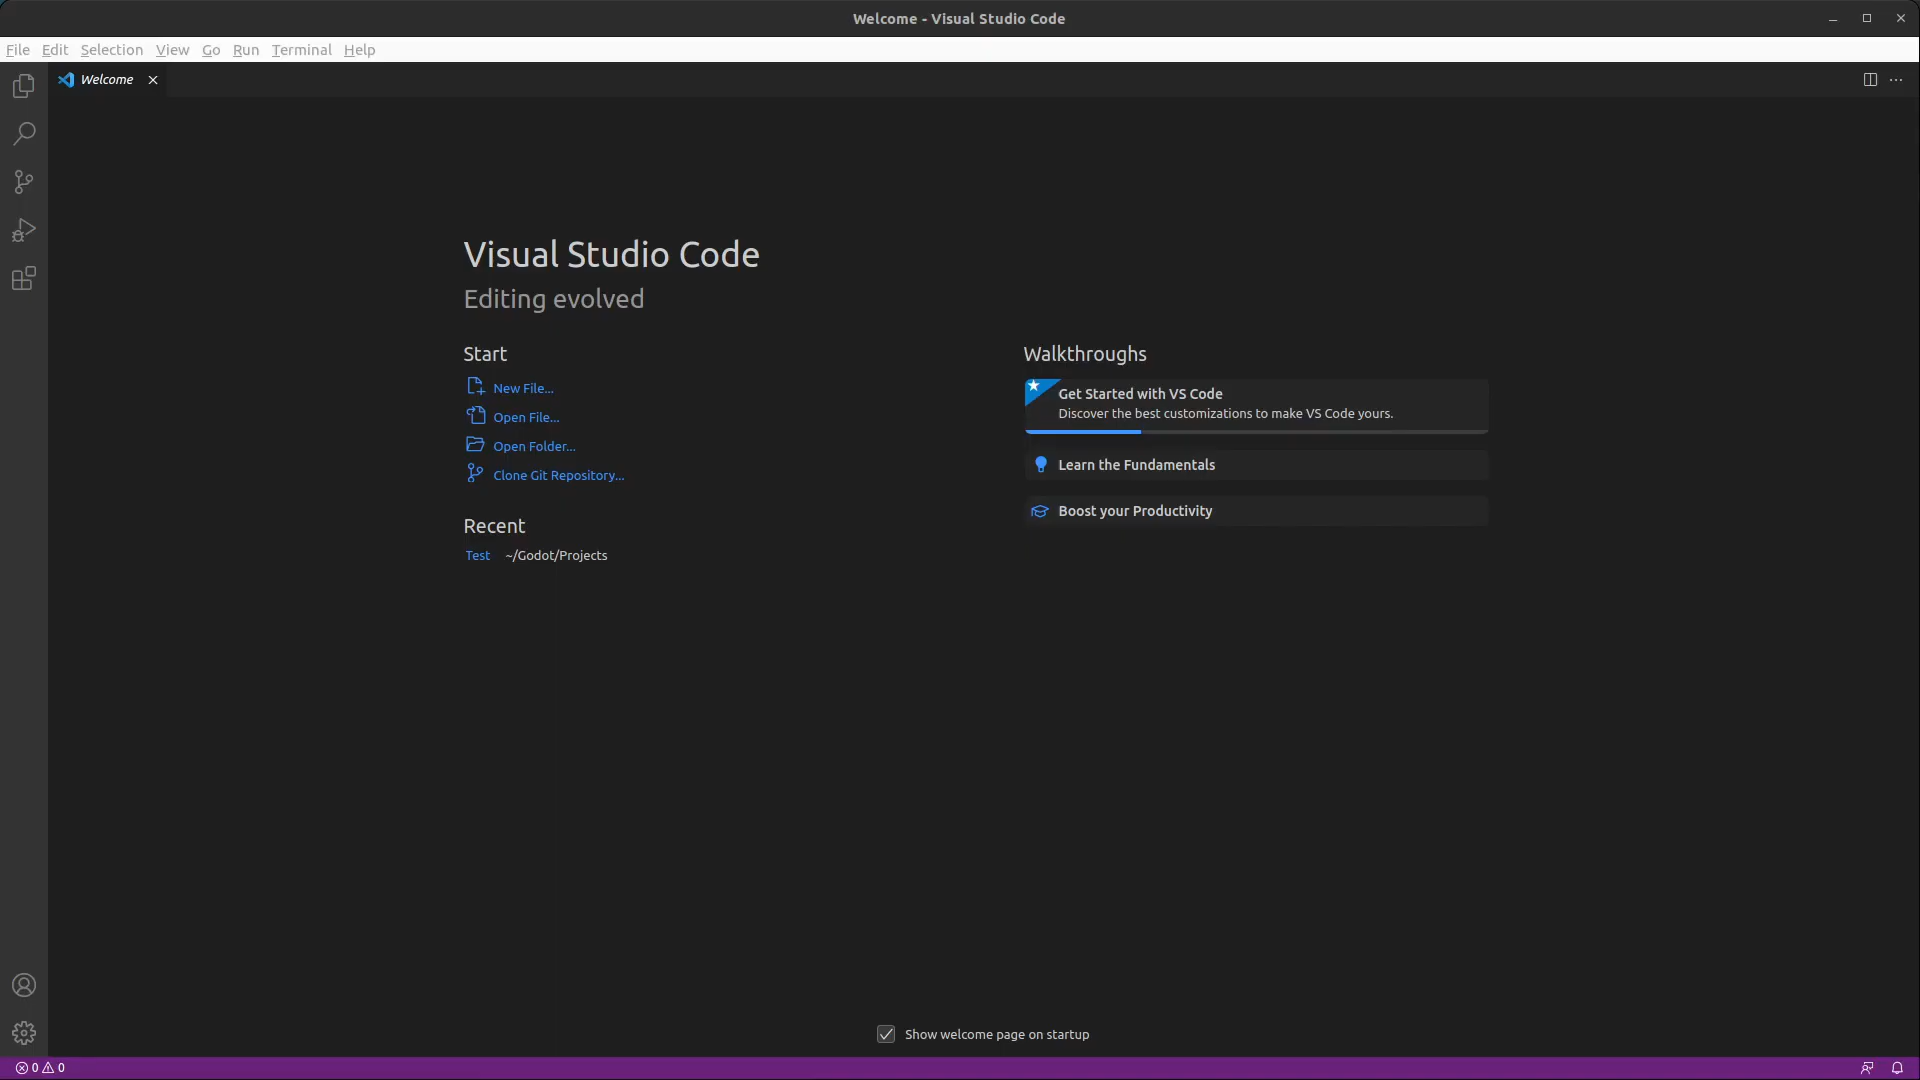 Welcome - Visual Studio Code
File Edit Selection View Go Run Terminal Help
Welcome
Visual Studio Code
Editing evolved
Start
New File...
Open File...
Open Folder...
Clone Git Repository...
Recent
Test ~/Godot/Projects
Walkthroughs
Get Started with VS Code
Discover the best customizations to make VS Code yours.
Learn the Fundamentals
Boost your Productivity
Show welcome page on startup
0 0